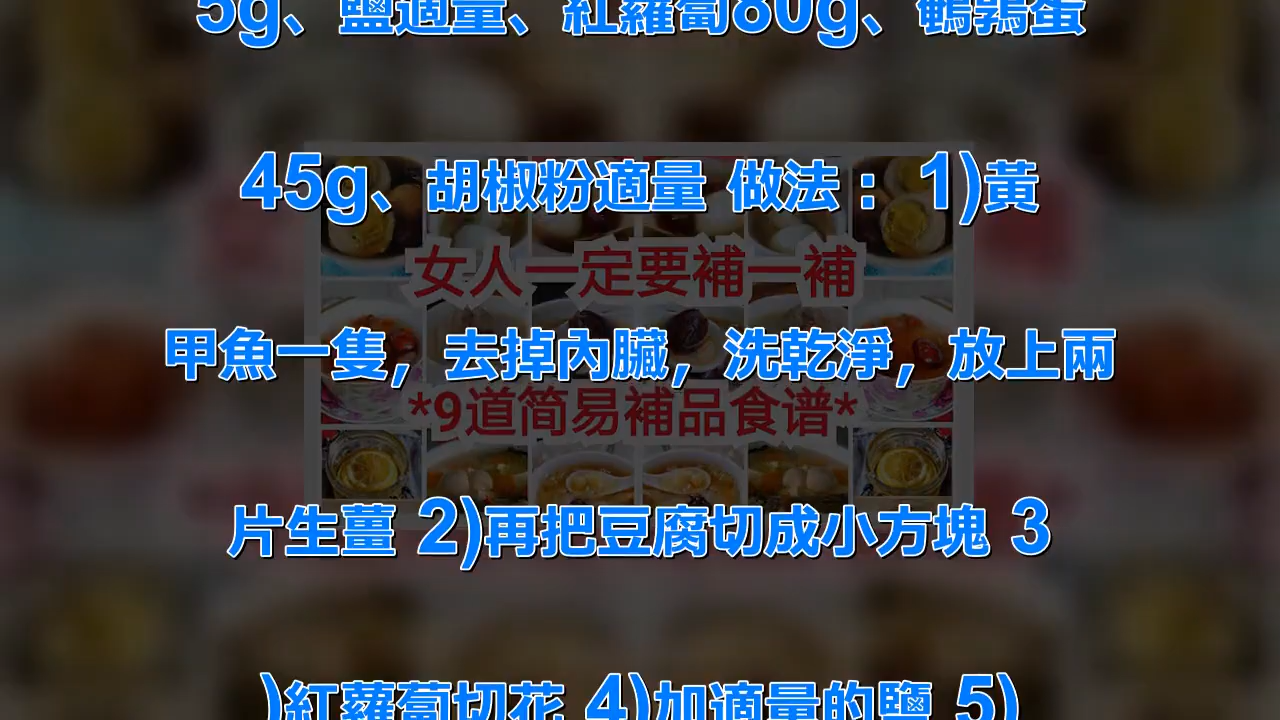 5g、鹽適量、紅蘿蔔80g、鵪鶉蛋
45g、胡椒粉適量 做法： 1)黃
女人一定要補一補
甲魚一隻，去掉內臟，洗乾淨，放上兩
*9道简易補品食谱*
片生薑 2)再把豆腐切成小方塊 3
)紅蘿蔔切花 4)加適量的鹽 5)